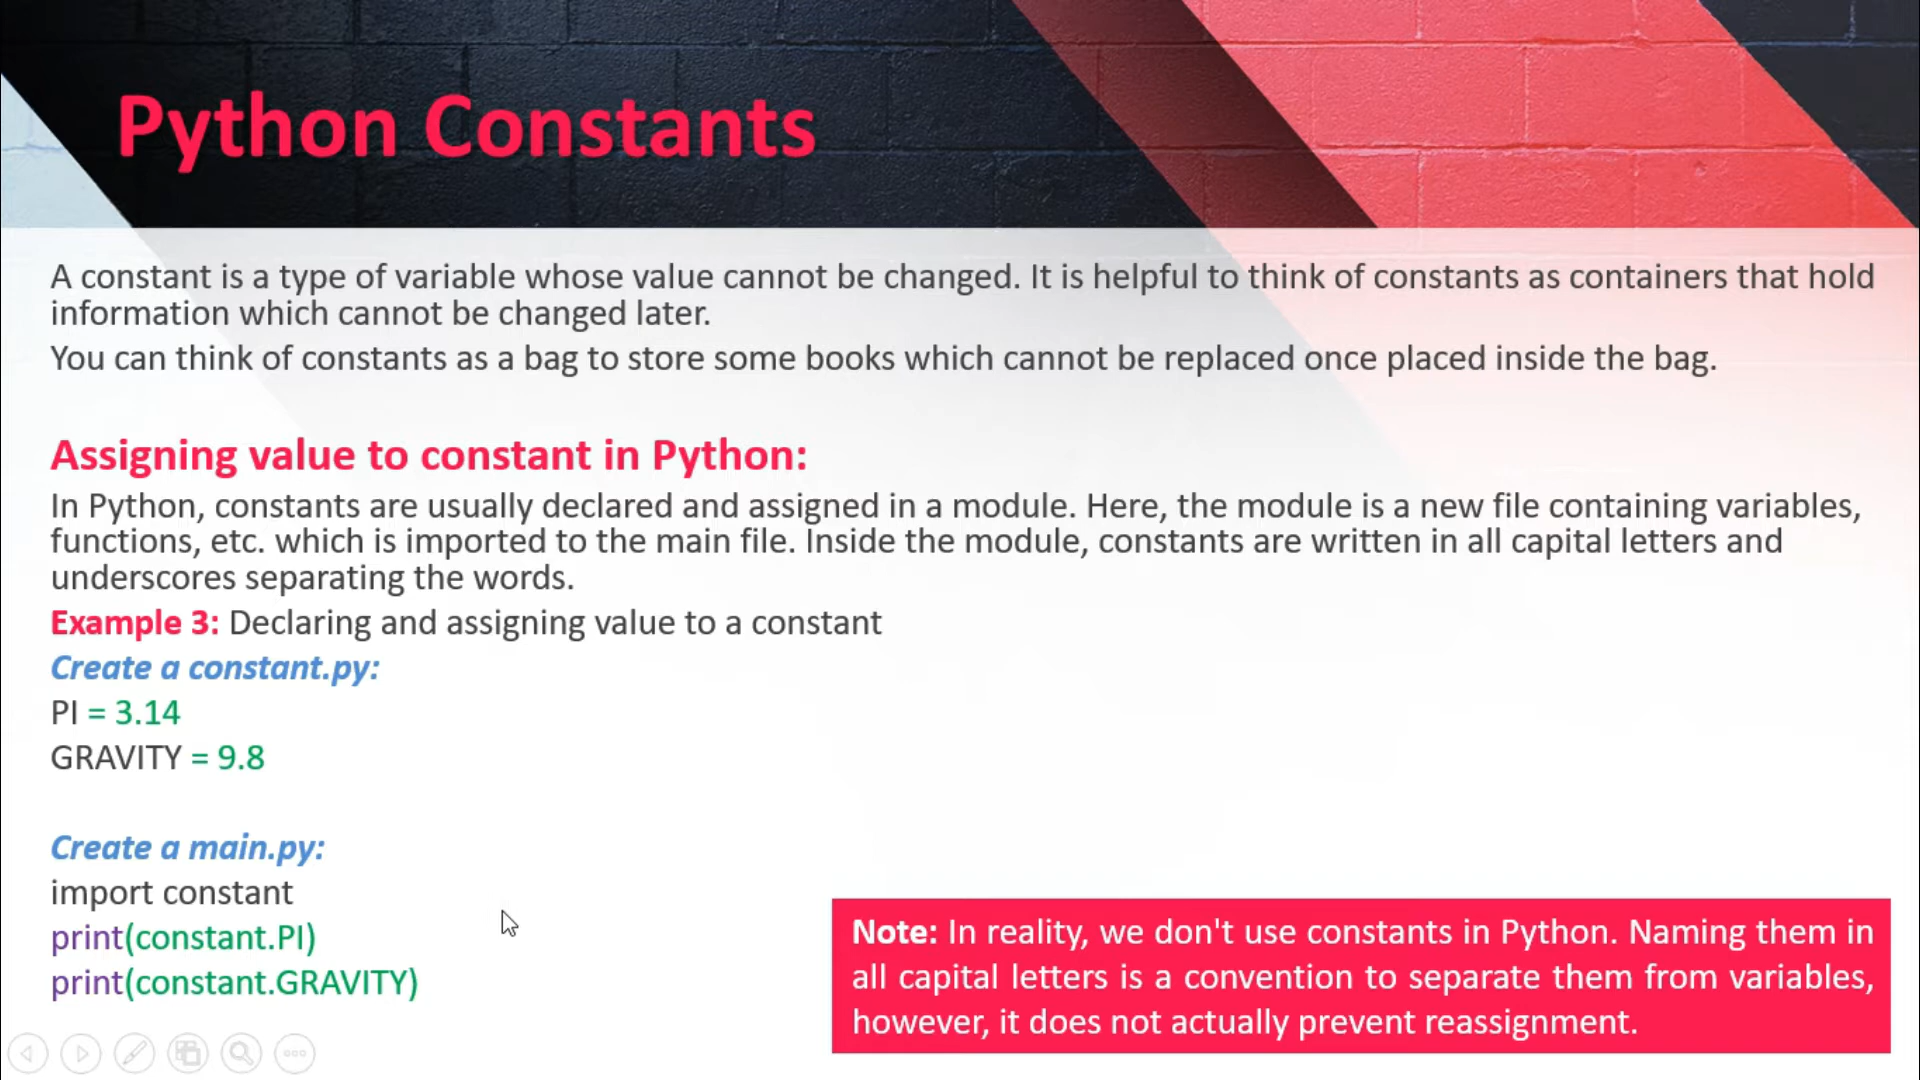 Python Constants
A constant is a type of variable whose value cannot be changed. It is helpful to think of constants as containers that hold
information which cannot be changed later.
You can think of constants as a bag to store some books which cannot be replaced once placed inside the bag.
Assigning value to constant in Python:
In Python, constants are usually declared and assigned in a module. Here, the module is a new file containing variables,
functions, etc. which is imported to the main file. Inside the module, constants are written in all capital letters and
underscores separating the words.
Example 3: Declaring and assigning value to a constant
Create a constant.py:
PI = 3.14
GRAVITY = 9.8
Create a main.py:
import constant
print(constant.PI)
print(constant.GRAVITY)
Note: In reality, we don't use constants in Python. Naming them in
all capital letters is a convention to separate them from variables,
however, it does not actually prevent reassignment.